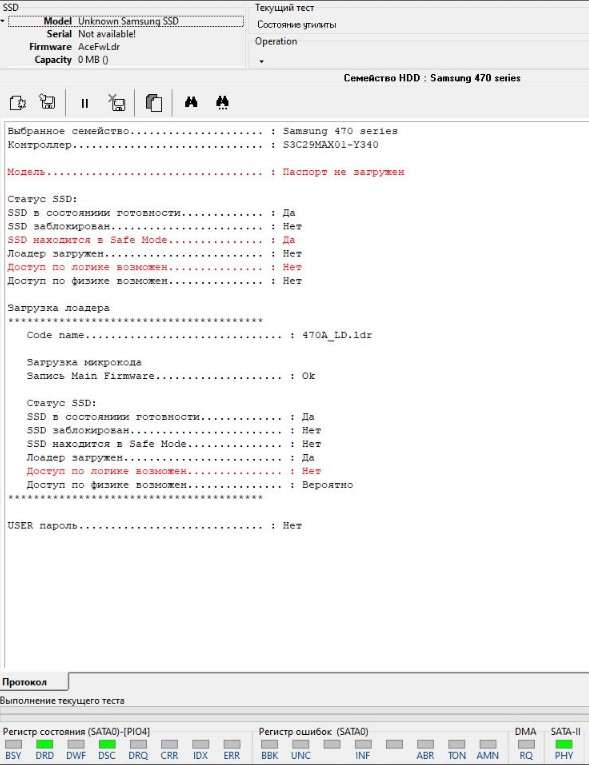 SSD
Model Unknown Samsung SSD
Serial Not available!
Firmware AceFwLdr
Capacity 0 MB ()
Текущий тест
Состояние утилиты
Operation
Семейство HDD : Samsung 470 series
Выбранное семейство..................... : Samsung 470 series
Контроллер.............................. : S3C29MAX01-Y340
Модель.................................. : Паспорт не загружен
Статус SSD:
SSD в состояниии готовности............. : Да
SSD заблокирован........................ : Нет
SSD находится в Safe Mode............... : Да
Лоадер загружен......................... : Нет
Доступ по логике возможен............... : Нет
Доступ по физике возможен............... : Нет
Загрузка лоадера
****************************************
Code name............................... : 470A_LD.ldr
Загрузка микрокода
Запись Main Firmware.................... : Ok
Статус SSD:
SSD в состояниии готовности............. : Да
SSD заблокирован........................ : Нет
SSD находится в Safe Mode............... : Нет
Лоадер загружен......................... : Да
Доступ по логике возможен............... : Нет
Доступ по физике возможен............... : Вероятно
****************************************
USER пароль............................. : Нет
Протокол
Выполнение текущего теста
Регистр состояния (SATA0)-[PIO4] Регистр ошибок (SATA0) DMA SATA-II
BSY DRD DWF DSC DRQ CRR IDX ERR BBK UNC INF ABR TON AMN RQ PHY